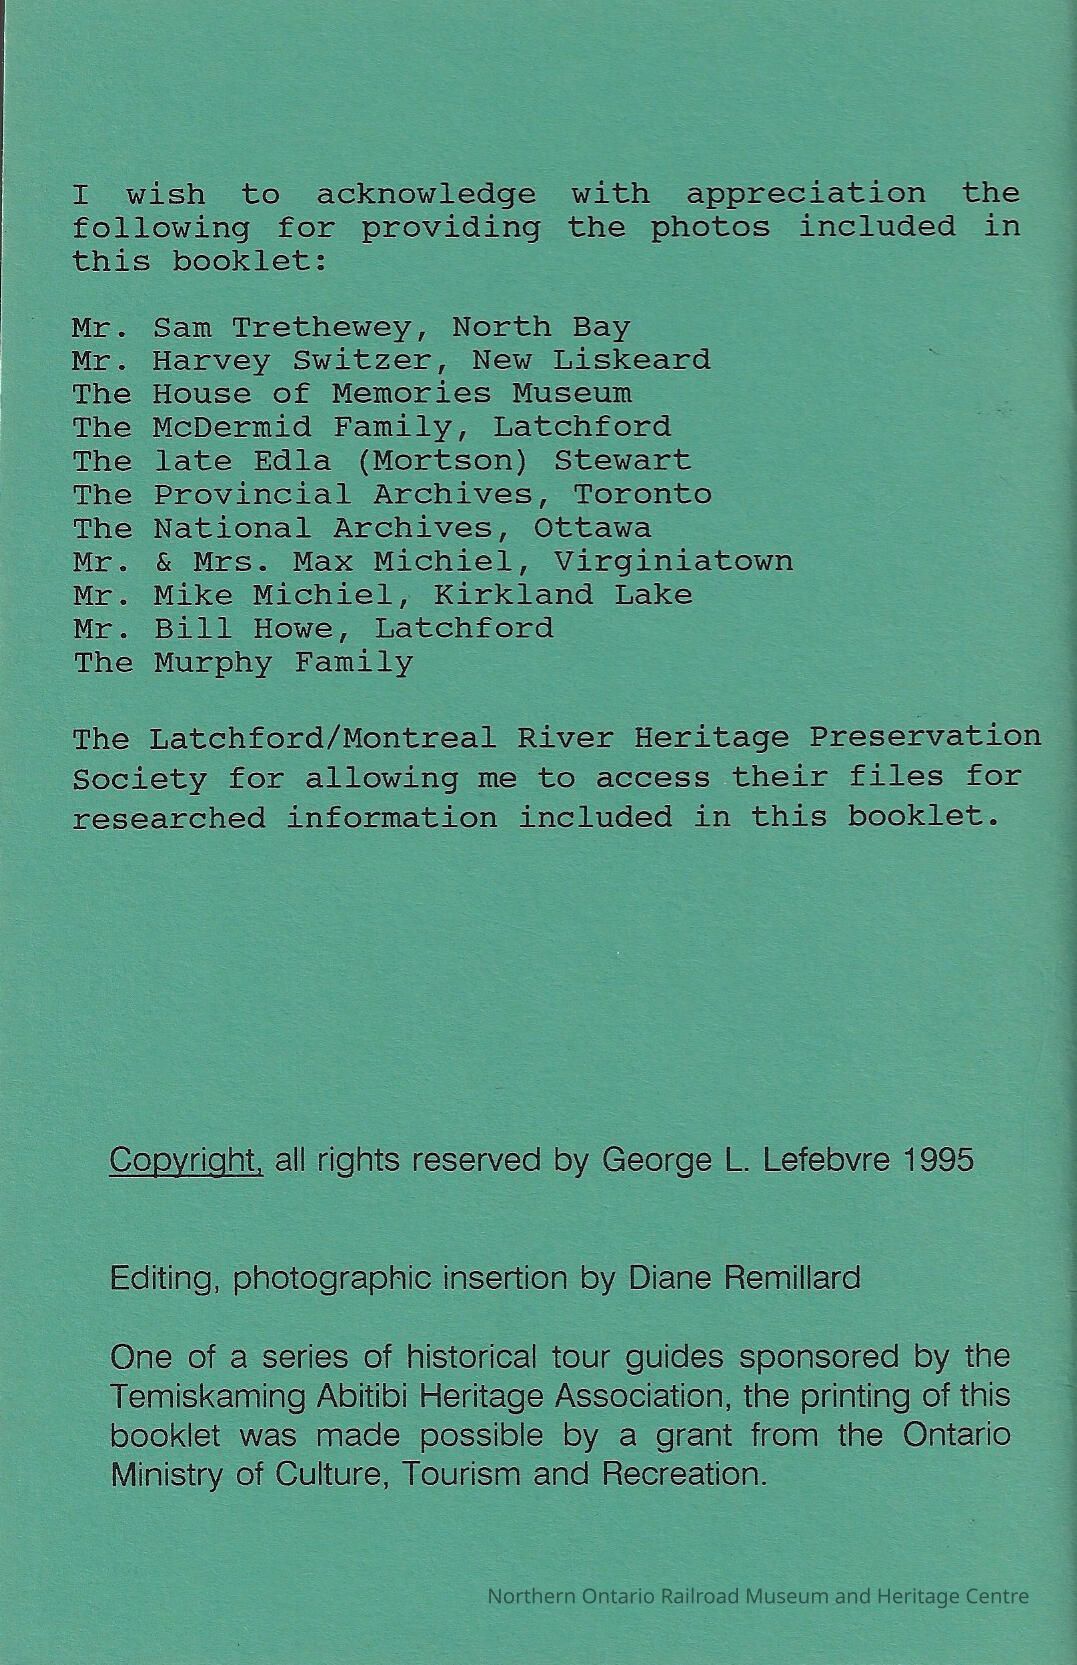 I wish to acknowledge with appreciation the
following for providing the photos included in
this booklet:
Mr. Sam Trethewey, North Bay
Mr. Harvey Switzer, New Liskeard
The House of Memories Museum
The McDermid Family, Latchford
The late Edla (Mortson) Stewart
The Provincial Archives, Toronto
The National Archives, Ottawa
Mr. & Mrs. Max Michiel, Virginiatown
Mr. Mike Michiel, Kirkland Lake
Mr. Bill Howe, Latchford
The Murphy Family
The Latchford/Montreal River Heritage Preservation
Society for allowing me to access their files for
researched information included in this booklet.
Copyright, all rights reserved by George L. Lefebvre 1995
Editing, photographic insertion by Diane Remillard
One of a series of historical tour guides sponsored by the
Temiskaming Abitibi Heritage Association, the printing of this
booklet was made possible by a grant from the Ontario
Ministry of Culture, Tourism and Recreation.
Northern Ontario Railroad Museum and Heritage Centre